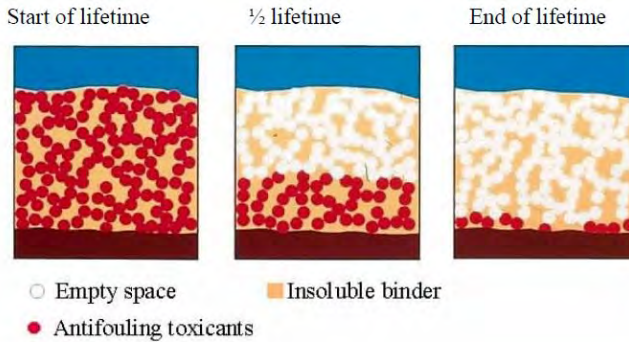 Start of lifetime ½ lifetime End of lifetime
Empty space Insoluble binder
Antifouling toxicants